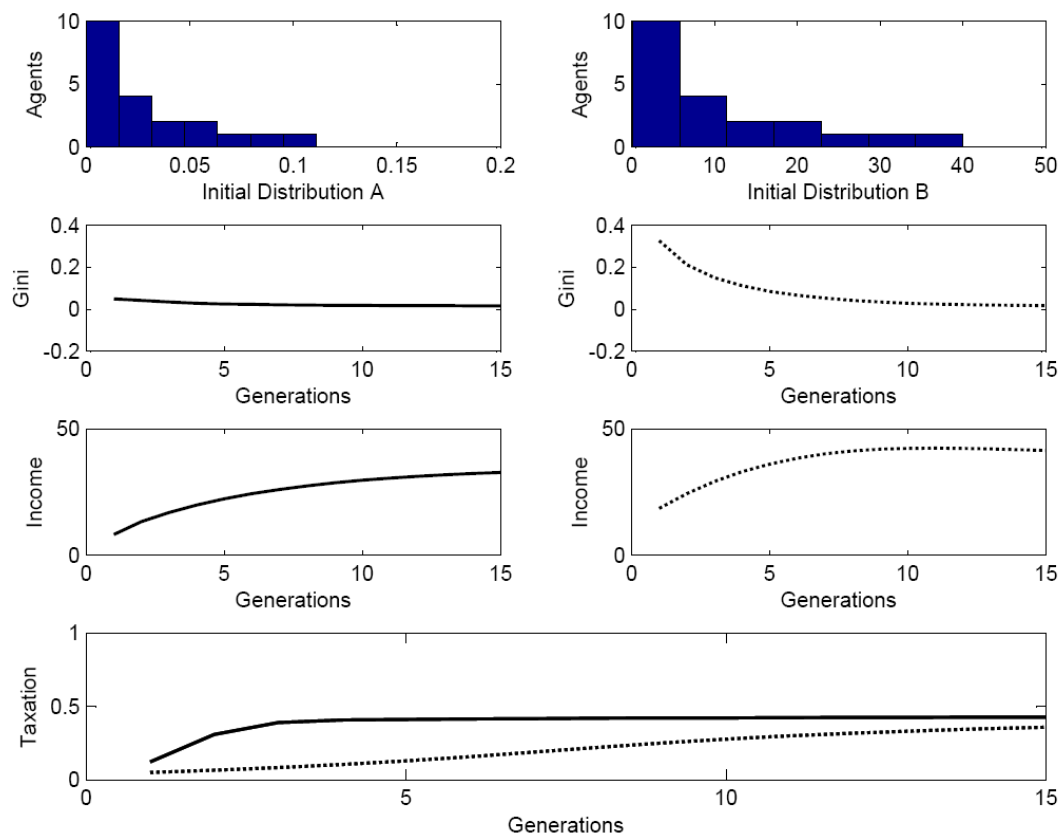 Agents
10
5
0
0 0.05 0.1 0.15 0.2
Initial Distribution A
Agents
10
5
0
0 10 20 30 40 50
Initial Distribution B
Gini
0.4
0.2
0
-0.2
0 5 10 15
Generations
Gini
0.4
0.2
0
-0.2
0 5 10 15
Generations
Income
50
0
0 5 10 15
Generations
Income
50
0
0 5 10 15
Generations
Taxation
1
0.5
0
0 5 10 15
Generations